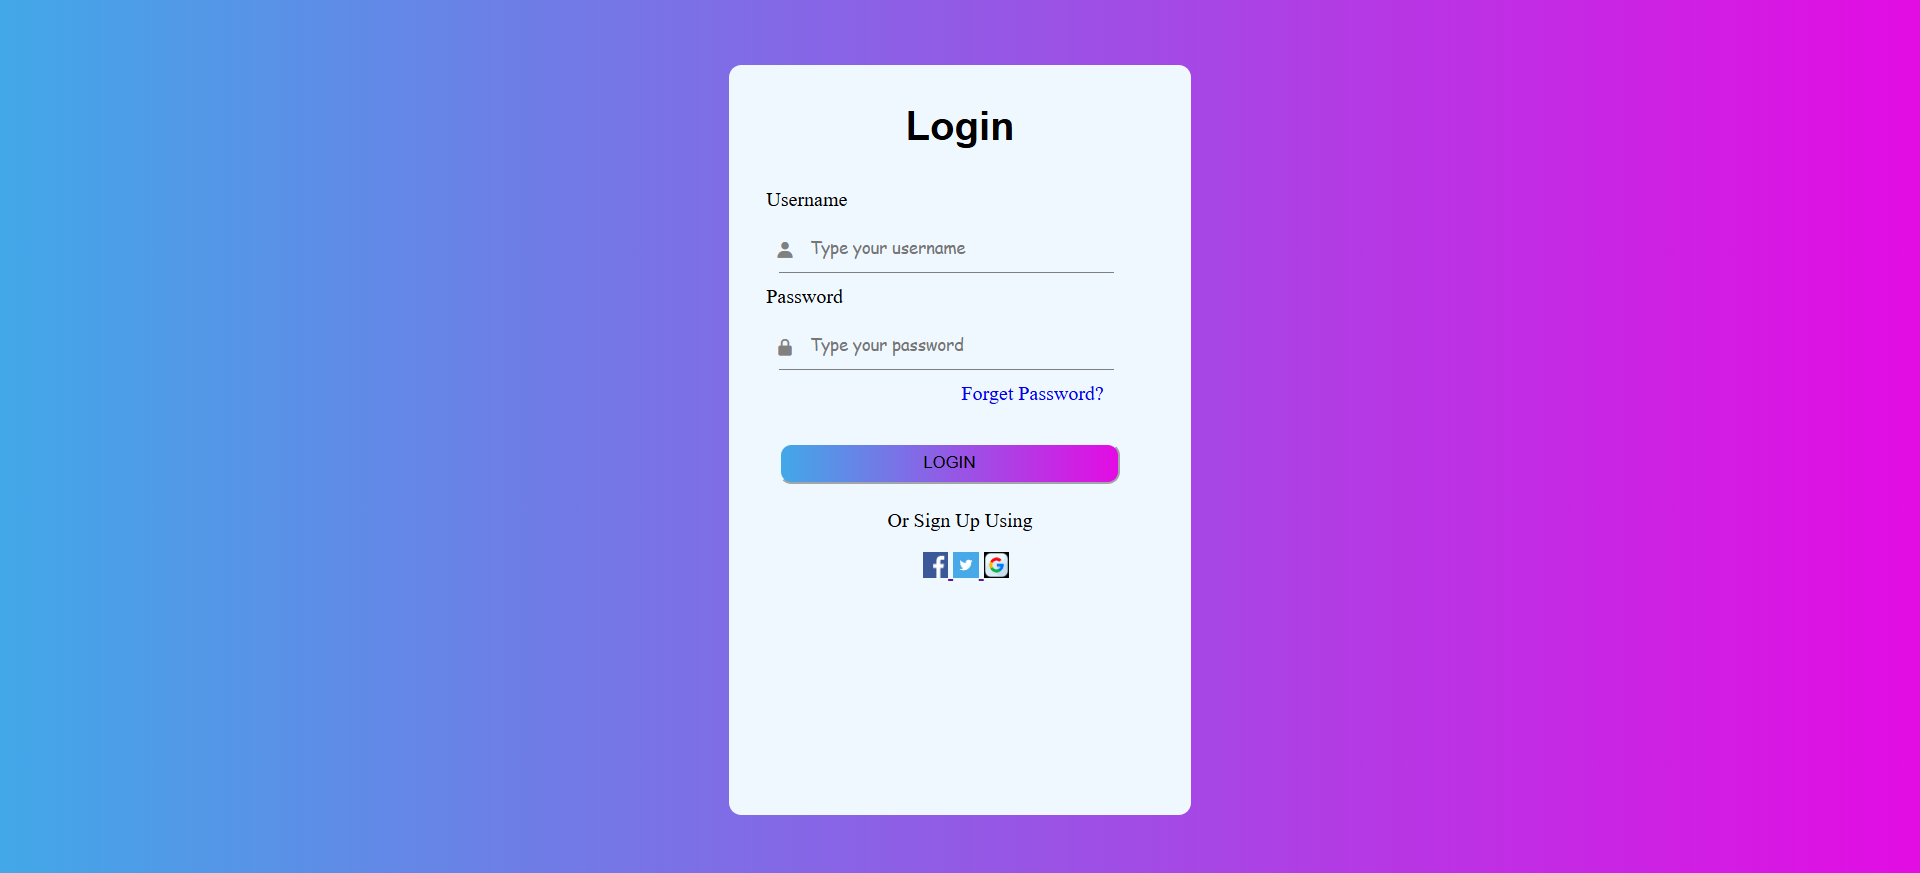 Login
Username
Type your username
Password
Type your password
Forget Password?
LOGIN
Or Sign Up Using